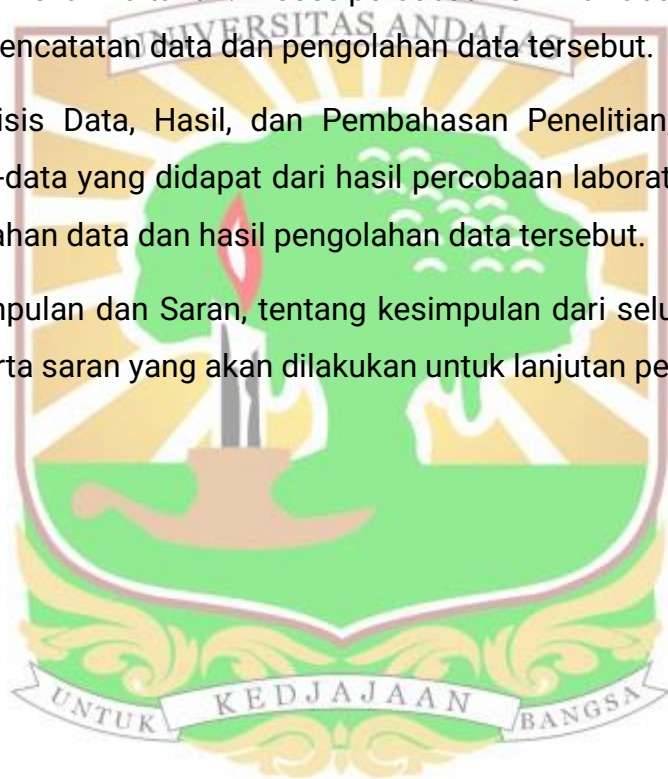 UNIVERSITAS ANDALAS
encatatan data dan pengolahan data tersebut.
isis Data, Hasil, dan Pembahasan Penelitian
-data yang didapat dari hasil percobaan laborat
ahan data dan hasil pengolahan data tersebut.
npulan dan Saran, tentang kesimpulan dari selu
rta saran yang akan dilakukan untuk lanjutan pe
UNTUK KEDJAJAAN BANGSA